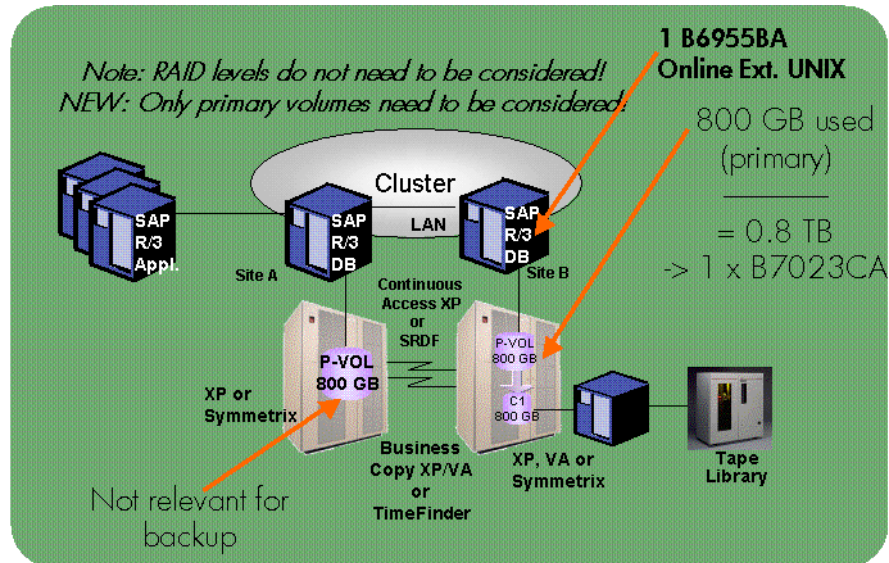 Note: RAID levels do not need to be considered!
NEW: Only primary volumes need to be considered!
1 B6955BA
Online Ext. UNIX
800 GB used
(primary)
= 0.8 TB
-> 1 x B7023CA
Cluster
LAN
SAP
R/3
Appl.
SAP
R/3
DB
Site A
SAP
R/3
DB
Site B
Continuous
Access XP
or
SRDF
P-VOL
800 GB
P-VOL
800 GB
C1
800 GB
XP or
Symmetrix
Business
Copy XP/VA
or
TimeFinder
XP, VA or
Symmetrix
Tape
Library
Not relevant for
backup